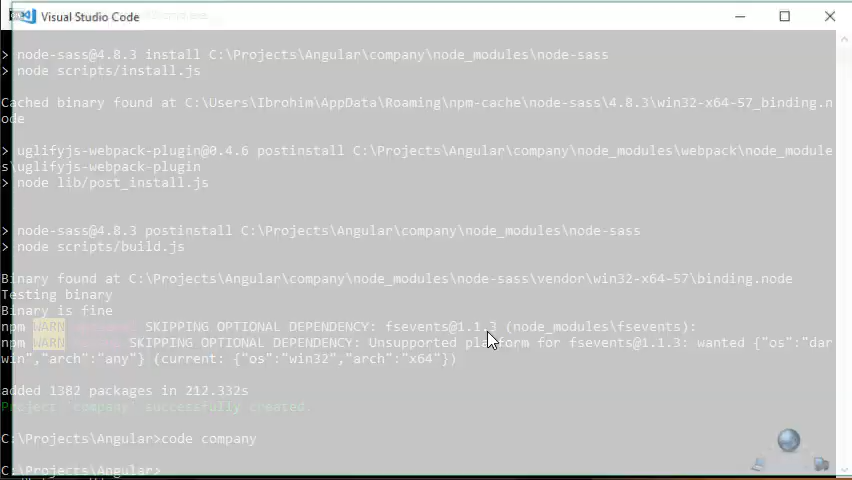 Visual Studio Code
> node-sass@4.8.3 install C:\Projects\Angular\company\node_modules\node-sass
> node scripts/install.js
Cached binary found at C:\Users\Ibrohim\AppData\Roaming\npm-cache\node-sass\4.8.3\win32-x64-57_binding.n
ode
> uglifyjs-webpack-plugin@0.4.6 postinstall C:\Projects\Angular\company\node_modules\webpack\node_module
s\uglifyjs-webpack-plugin
> node lib/post_install.js
> node-sass@4.8.3 postinstall C:\Projects\Angular\company\node_modules\node-sass
> node scripts/build.js
Binary found at C:\Projects\Angular\company\node_modules\node-sass\vendor\win32-x64-57\binding.node
Testing binary
Binary is fine
npm WARN SKIPPING OPTIONAL DEPENDENCY: fsevents@1.1.3 (node_modules\fsevents):
npm WARN SKIPPING OPTIONAL DEPENDENCY: Unsupported platform for fsevents@1.1.3: wanted {"os":"dar
win","arch":"any"} (current: {"os":"win32","arch":"x64"})
added 1382 packages in 212.332s
Project 'company' successfully created.
C:\Projects\Angular>code company
C:\Projects\Angular>